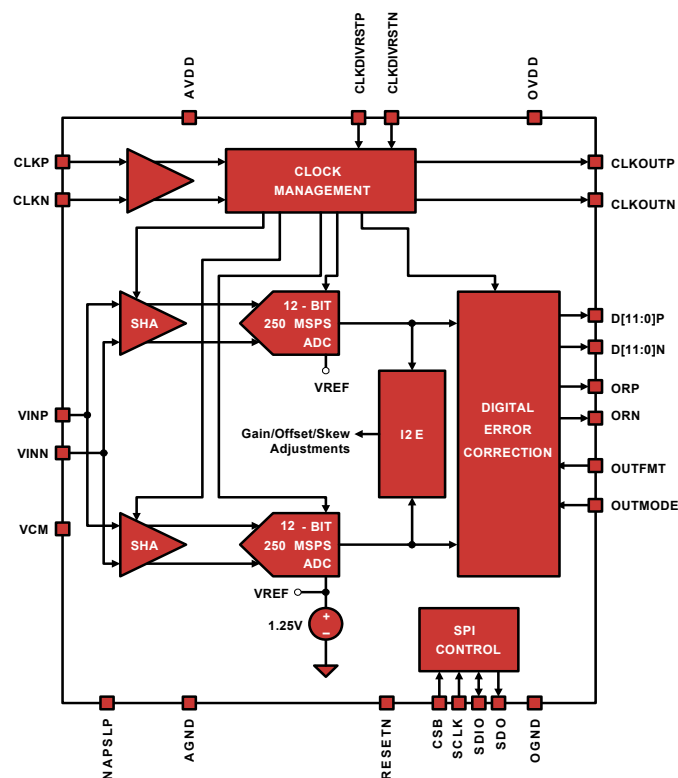 AVDD
CLKDIVRSTP
CLKDIVRSTN
OVDD
CLKP
CLKN
CLOCK
MANAGEMENT
CLKOUTP
CLKOUTN
SHA
12 - BIT
250 MSPS
ADC
VREF
D[11:0]P
D[11:0]N
ORP
ORN
OUTFMT
OUTMODE
VINP
VINN
VCM
Gain/Offset/Skew
Adjustments
I2E
DIGITAL
ERROR
CORRECTION
SHA
12 - BIT
250 MSPS
ADC
VREF
1.25V
+
–
SPI
CONTROL
NAPSLP
AGND
RESETN
CSB
SCLK
SDIO
SDO
OGND